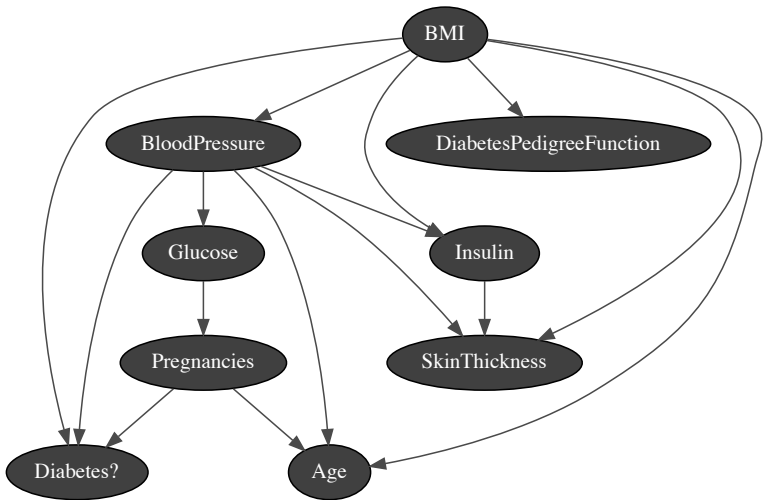 BMI
BloodPressure
DiabetesPedigreeFunction
Glucose
Insulin
Pregnancies
SkinThickness
Diabetes?
Age